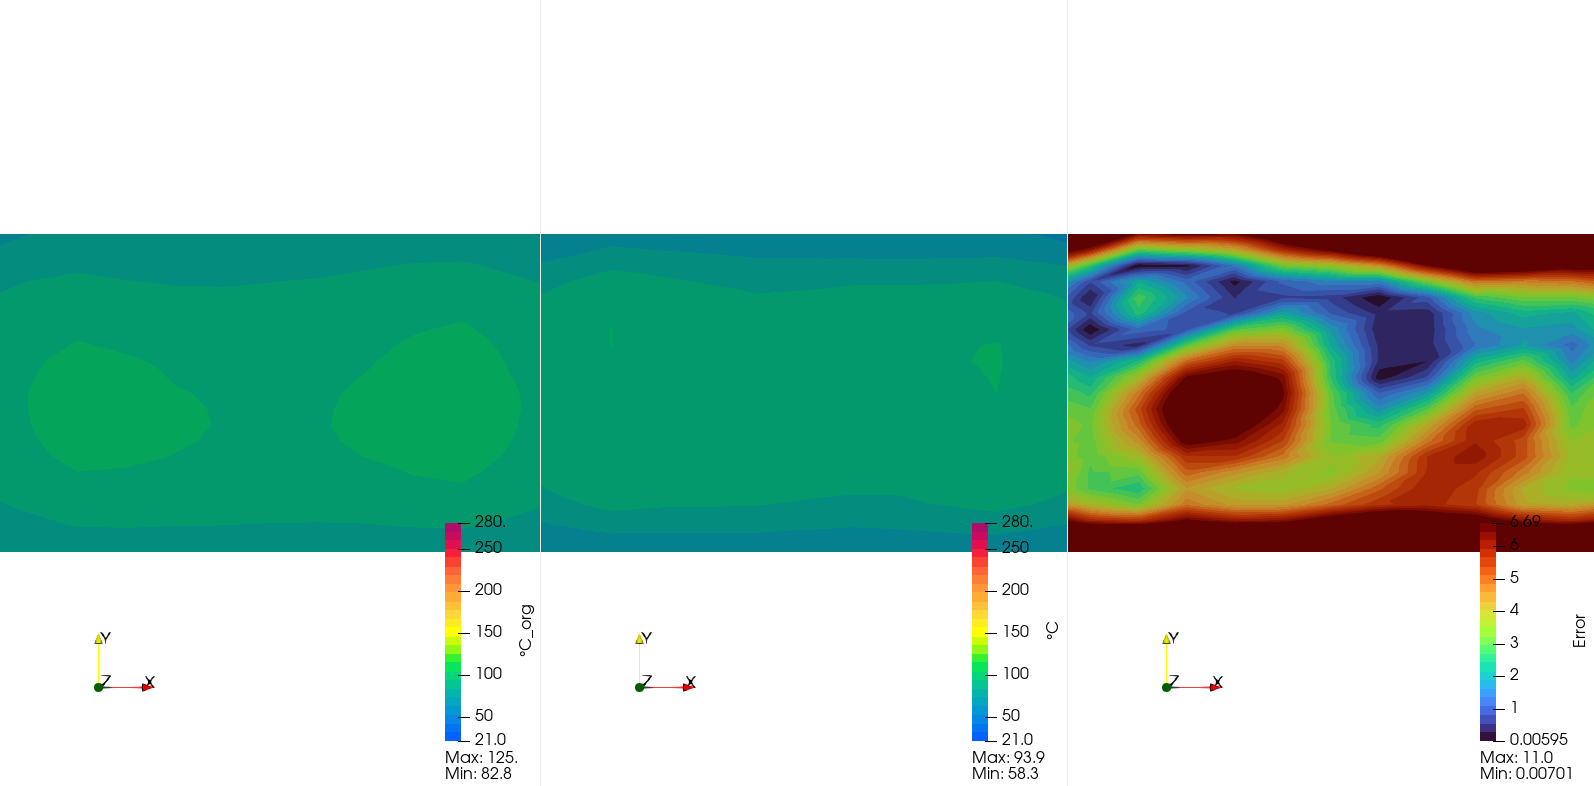 280.
250
200
150
100
50
21.0
°C_org
Max: 125.
Min: 82.8
Y
Z
X
280.
250
200
150
100
50
21.0
°C
Max: 93.9
Min: 58.3
Y
Z
X
6.69
6
5
4
3
2
1
0.00595
Error
Max: 11.0
Min: 0.00701
Y
Z
X